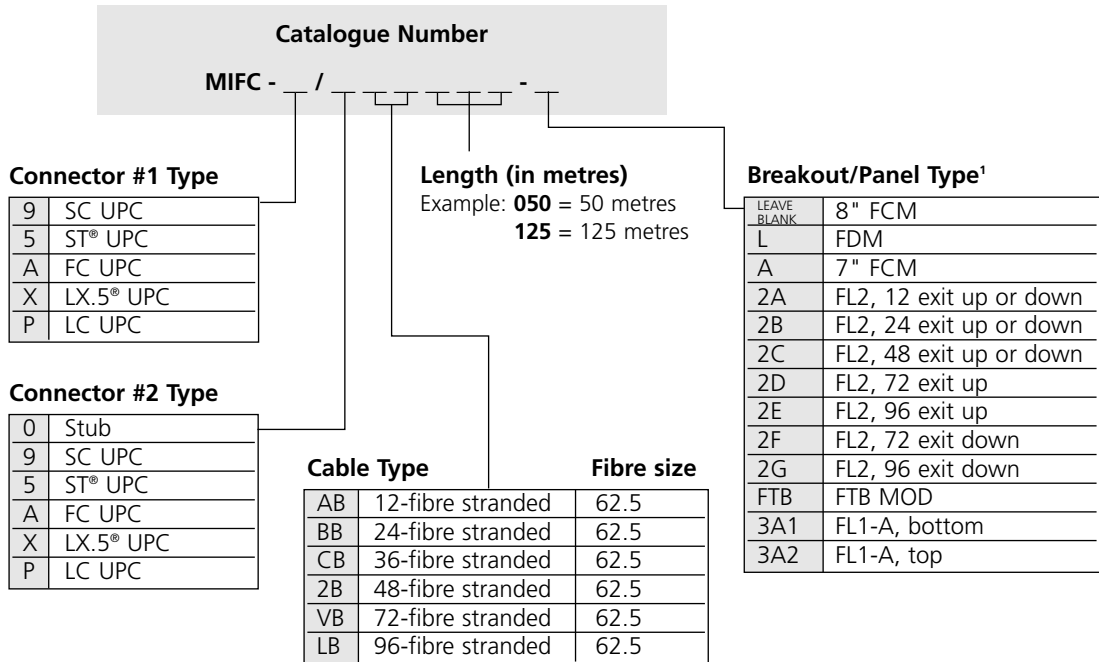 Catalogue Number
MIFC - __ / __ __ __ __ __ __ - __
Connector #1 Type
9 SC UPC
5 ST® UPC
A FC UPC
X LX.5® UPC
P LC UPC
Connector #2 Type
0 Stub
9 SC UPC
5 ST® UPC
A FC UPC
X LX.5® UPC
P LC UPC
Cable Type Fibre size
AB 12-fibre stranded 62.5
BB 24-fibre stranded 62.5
CB 36-fibre stranded 62.5
2B 48-fibre stranded 62.5
VB 72-fibre stranded 62.5
LB 96-fibre stranded 62.5
Length (in metres)
Example: 050 = 50 metres
125 = 125 metres
Breakout/Panel Type¹
LEAVE BLANK 8" FCM
L FDM
A 7" FCM
2A FL2, 12 exit up or down
2B FL2, 24 exit up or down
2C FL2, 48 exit up or down
2D FL2, 72 exit up
2E FL2, 96 exit up
2F FL2, 72 exit down
2G FL2, 96 exit down
FTB FTB MOD
3A1 FL1-A, bottom
3A2 FL1-A, top